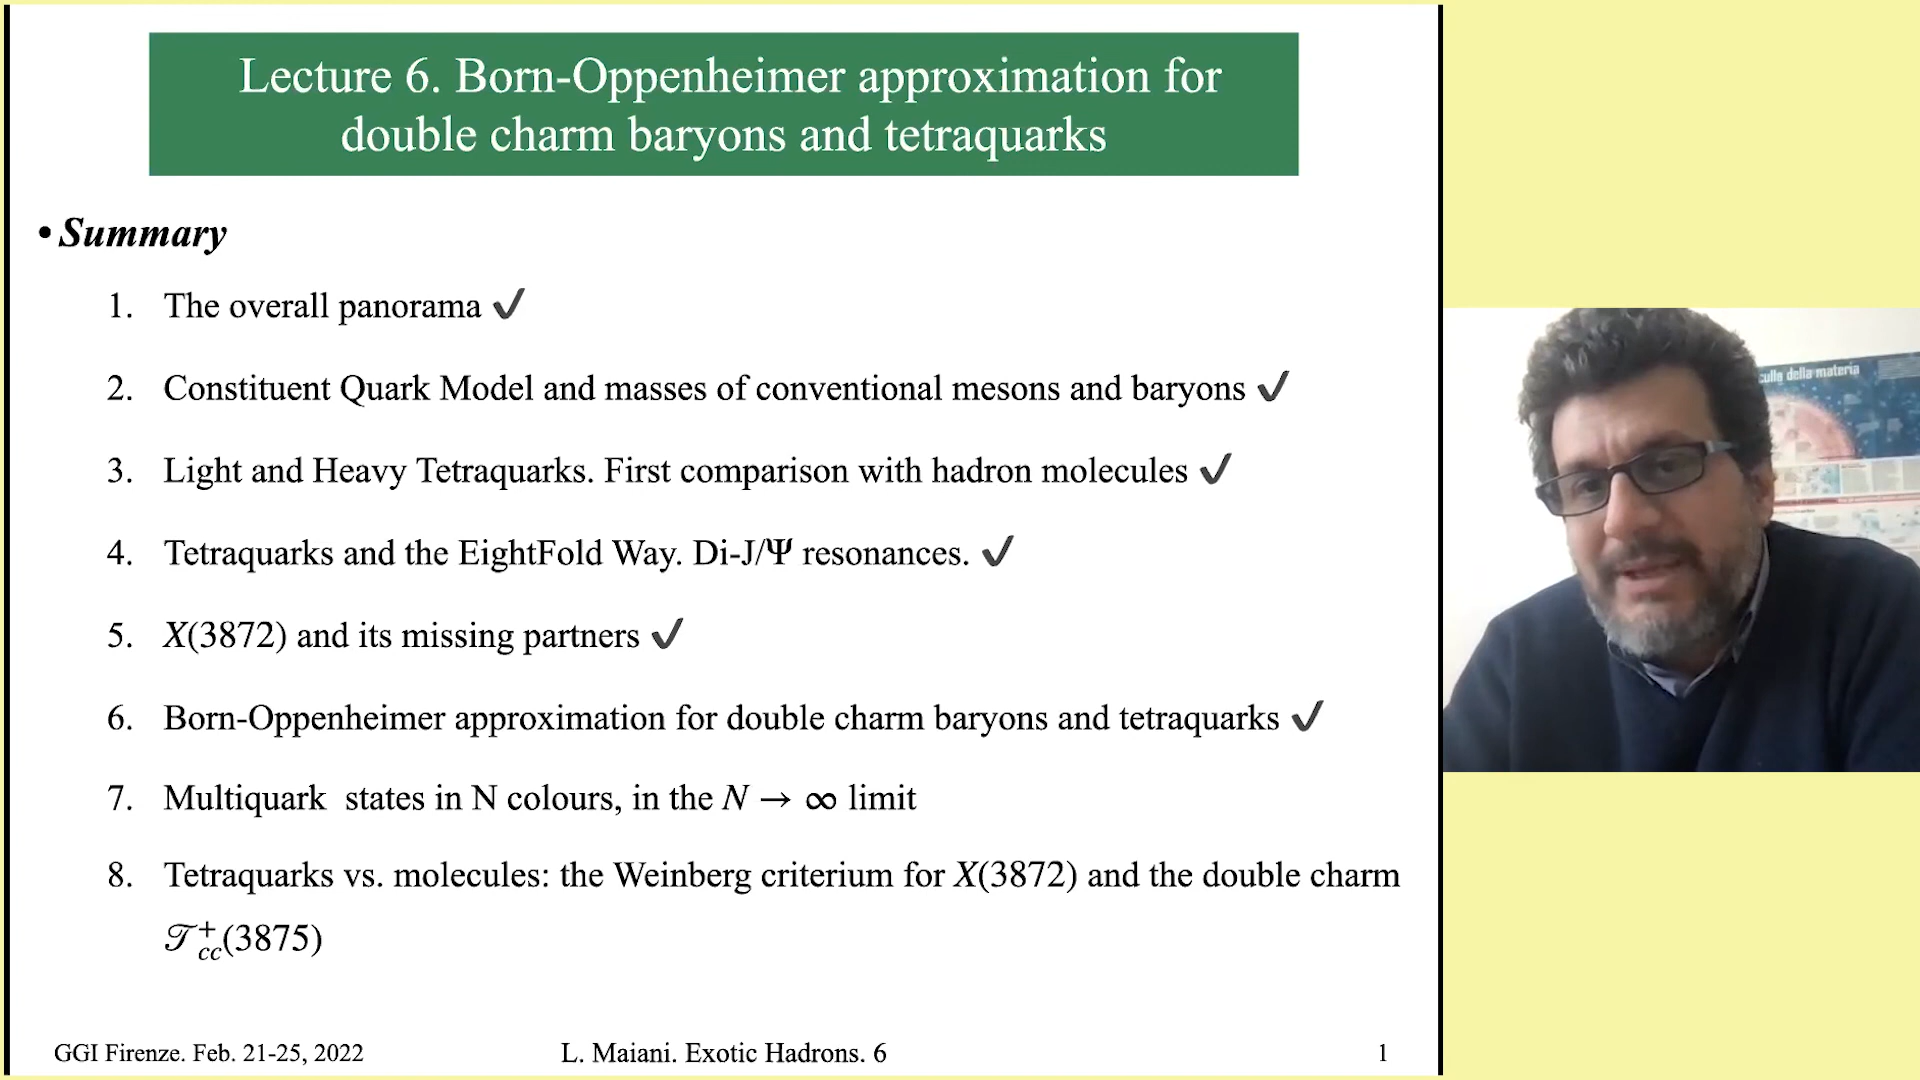 Lecture 6. Born-Oppenheimer approximation for
double charm baryons and tetraquarks
• Summary
1. The overall panorama ✓
2. Constituent Quark Model and masses of conventional mesons and baryons ✓
3. Light and Heavy Tetraquarks. First comparison with hadron molecules ✓
4. Tetraquarks and the EightFold Way. Di-J/Ψ resonances. ✓
5. X(3872) and its missing partners ✓
6. Born-Oppenheimer approximation for double charm baryons and tetraquarks ✓
7. Multiquark states in N colours, in the N → ∞ limit
8. Tetraquarks vs. molecules: the Weinberg criterium for X(3872) and the double charm
𝒯⁺cc(3875)
GGI Firenze. Feb. 21-25, 2022 L. Maiani. Exotic Hadrons. 6 1
della materia